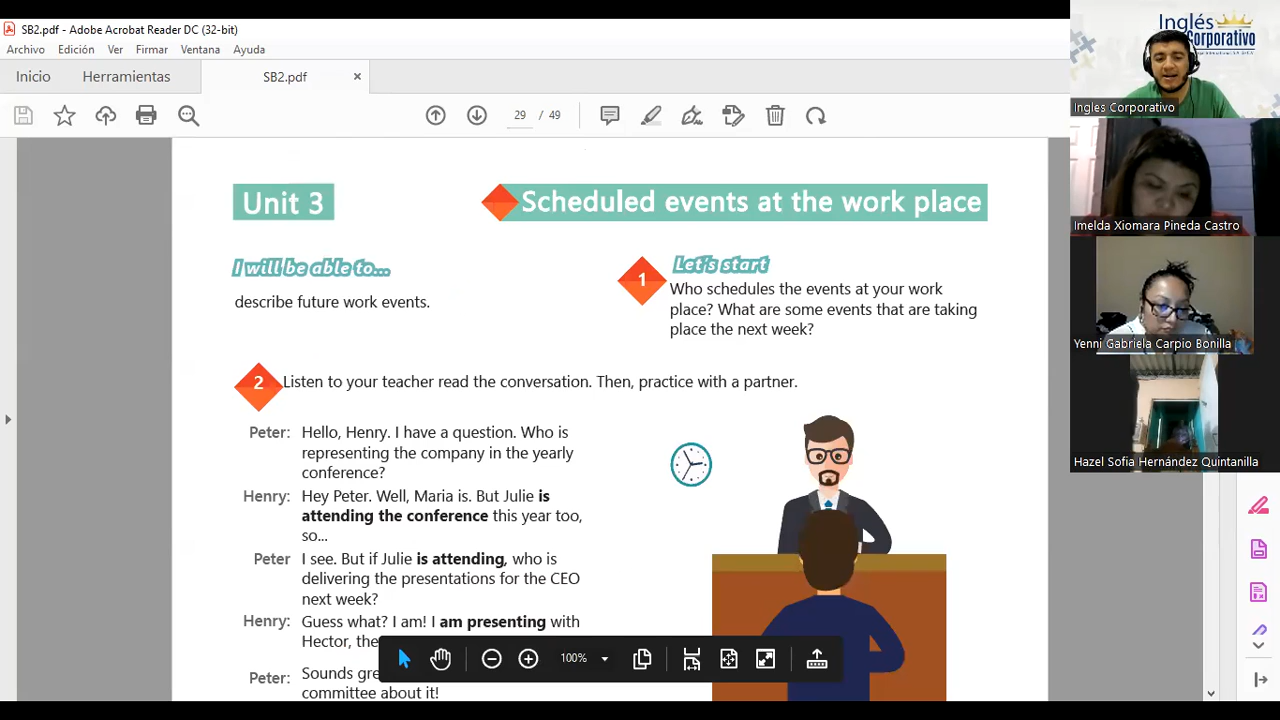 SB2.pdf - Adobe Acrobat Reader DC (32-bit)
Archivo Edición Ver Firmar Ventana Ayuda
Inicio Herramientas SB2.pdf ×
29 / 49
Unit 3
Scheduled events at the work place
I will be able to...
describe future work events.
1
Let's start
Who schedules the events at your work
place? What are some events that are taking
place the next week?
2 Listen to your teacher read the conversation. Then, practice with a partner.
Peter: Hello, Henry. I have a question. Who is
representing the company in the yearly
conference?
Henry: Hey Peter. Well, Maria is. But Julie is
attending the conference this year too,
so...
Peter I see. But if Julie is attending, who is
delivering the presentations for the CEO
next week?
Henry: Guess what? I am! I am presenting with
Hector, the
Peter: Sounds gre
committee about it!
100%
Inglés
Corporativo
Ingles Corporativo
Imelda Xiomara Pineda Castro
Yenni Gabriela Carpio Bonilla
Hazel Sofía Hernández Quintanilla